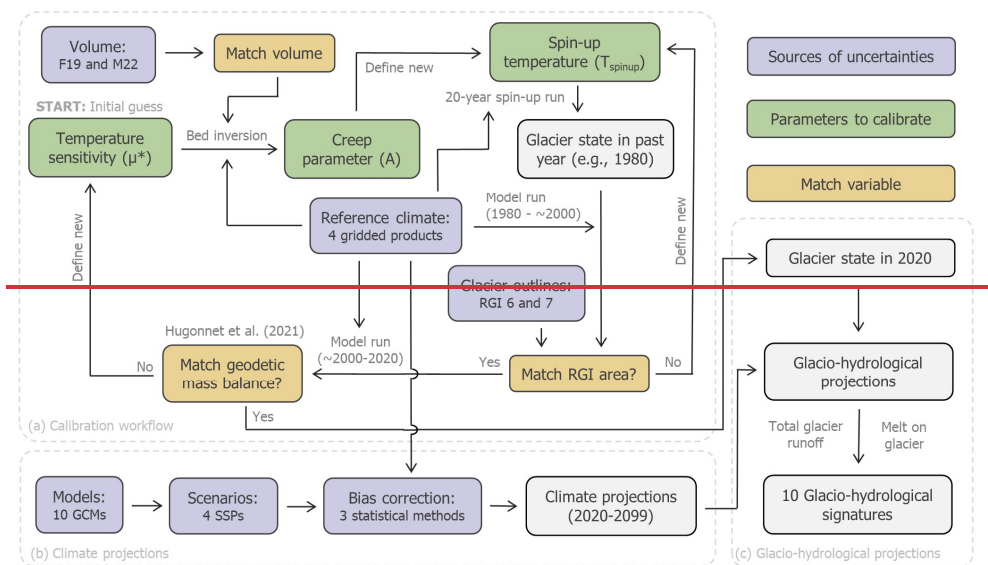 Volume:
F19 and M22
Match volume
Define new
Spin-up
temperature (Tspinup)
Sources of uncertainties
START: Initial guess
20-year spin-up run
Temperature
sensitivity (μ*)
Bed inversion
Creep
parameter (A)
Glacier state in past
year (e.g., 1980)
Parameters to calibrate
Match variable
Reference climate:
4 gridded products
Model run
(1980 - ~2000)
Define new
Define new
Glacier state in 2020
Glacier outlines:
RGI 6 and 7
Hugonnet et al. (2021)
Model run
(~2000-2020)
No
Match geodetic
mass balance?
Yes
Match RGI area?
No
Glacio-hydrological
projections
Yes
(a) Calibration workflow
Total glacier
runoff
Melt on
glacier
Models:
10 GCMs
Scenarios:
4 SSPs
Bias correction:
3 statistical methods
Climate projections
(2020-2099)
10 Glacio-hydrological
signatures
(b) Climate projections
(c) Glacio-hydrological projections